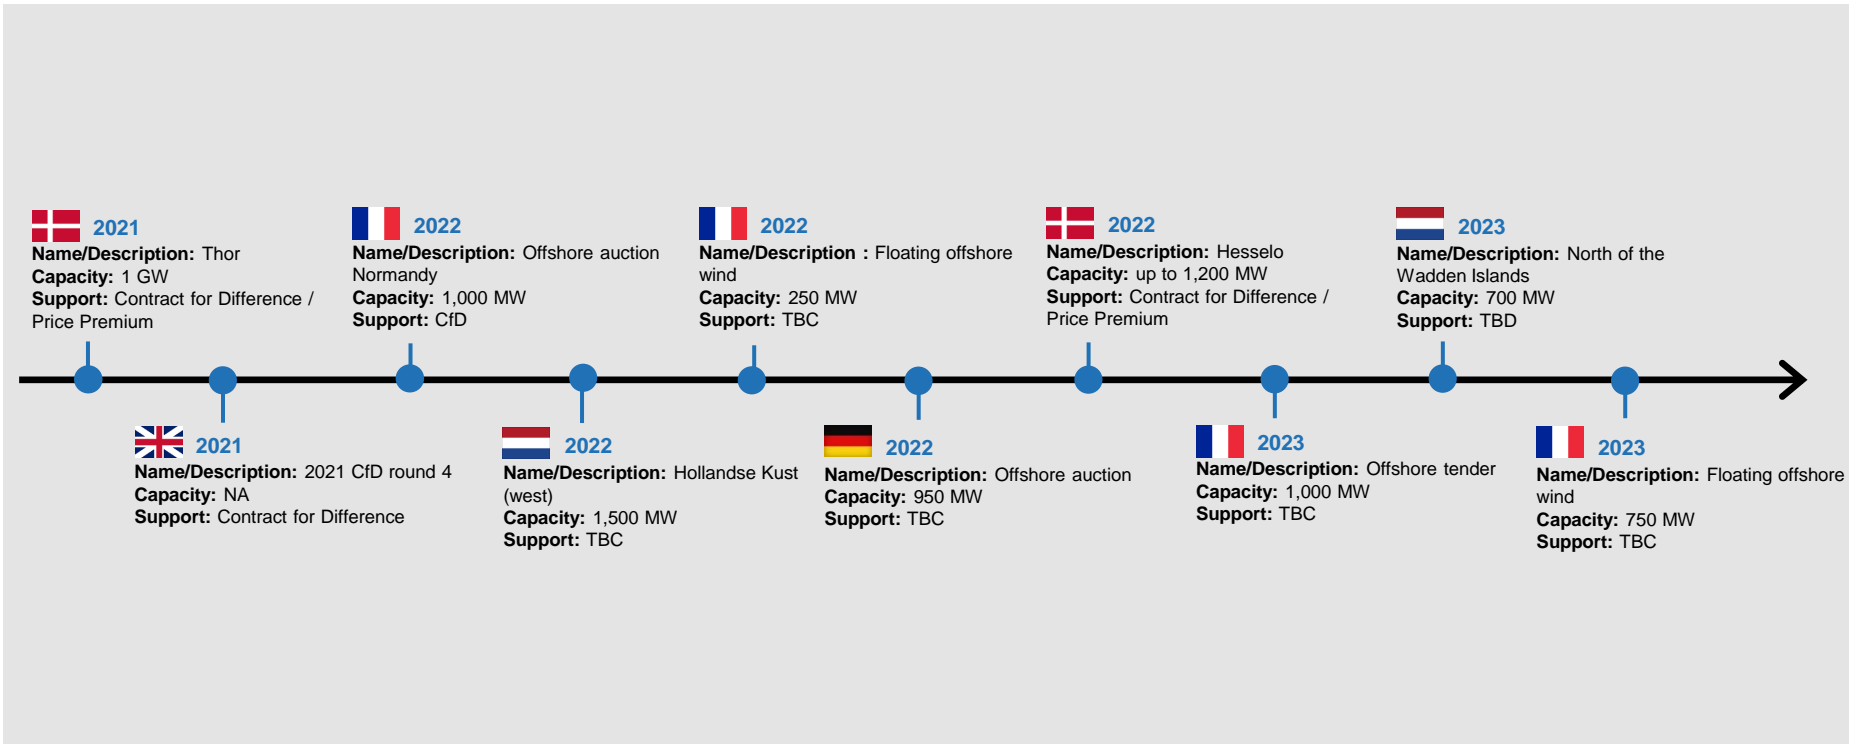 2021
Name/Description: Thor
Capacity: 1 GW
Support: Contract for Difference /
Price Premium
2022
Name/Description: Offshore auction
Normandy
Capacity: 1,000 MW
Support: CfD
2022
Name/Description : Floating offshore
wind
Capacity: 250 MW
Support: TBC
2022
Name/Description: Hesselo
Capacity: up to 1,200 MW
Support: Contract for Difference /
Price Premium
2023
Name/Description: North of the
Wadden Islands
Capacity: 700 MW
Support: TBD
2021
Name/Description: 2021 CfD round 4
Capacity: NA
Support: Contract for Difference
2022
Name/Description: Hollandse Kust
(west)
Capacity: 1,500 MW
Support: TBC
2022
Name/Description: Offshore auction
Capacity: 950 MW
Support: TBC
2023
Name/Description: Offshore tender
Capacity: 1,000 MW
Support: TBC
2023
Name/Description: Floating offshore
wind
Capacity: 750 MW
Support: TBC